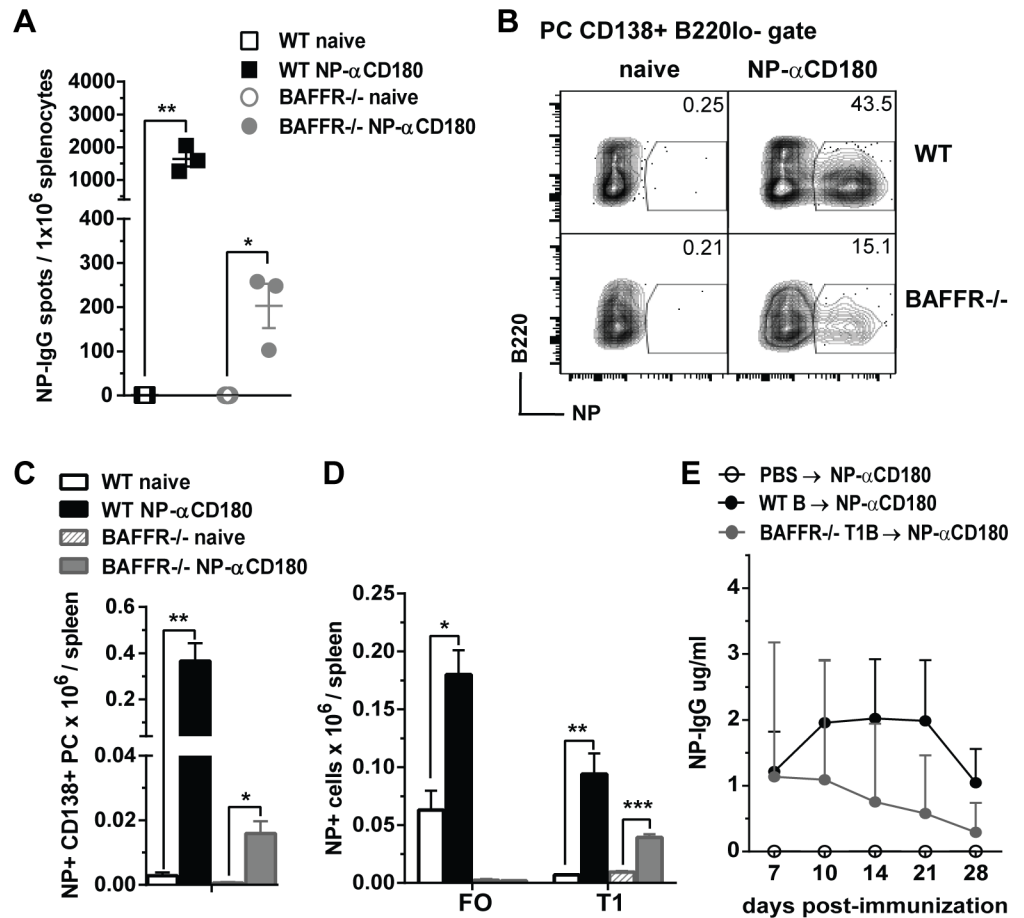 A
WT naive
WT NP-αCD180
BAFFR-/- naive
BAFFR-/- NP-αCD180
NP-IgG spots / 1x10⁶ splenocytes
4000
3000
2000
1000
400
300
200
100
0
**
*
B PC CD138+ B220lo- gate
naive NP-αCD180
0.25 43.5
WT
0.21 15.1
BAFFR-/-
B220
NP
C
WT naive
WT NP-αCD180
BAFFR-/- naive
BAFFR-/- NP-αCD180
NP+ CD138+ PC x 10⁶ / spleen
0.6
0.4
0.2
0.04
0.02
0.00
**
*
D
NP+ cells x 10⁶ / spleen
0.25
0.20
0.15
0.10
0.05
0.00
*
**
***
FO T1
E
PBS → NP-αCD180
WT B → NP-αCD180
BAFFR-/- T1B → NP-αCD180
NP-IgG ug/ml
4
3
2
1
0
7 10 14 21 28
days post-immunization